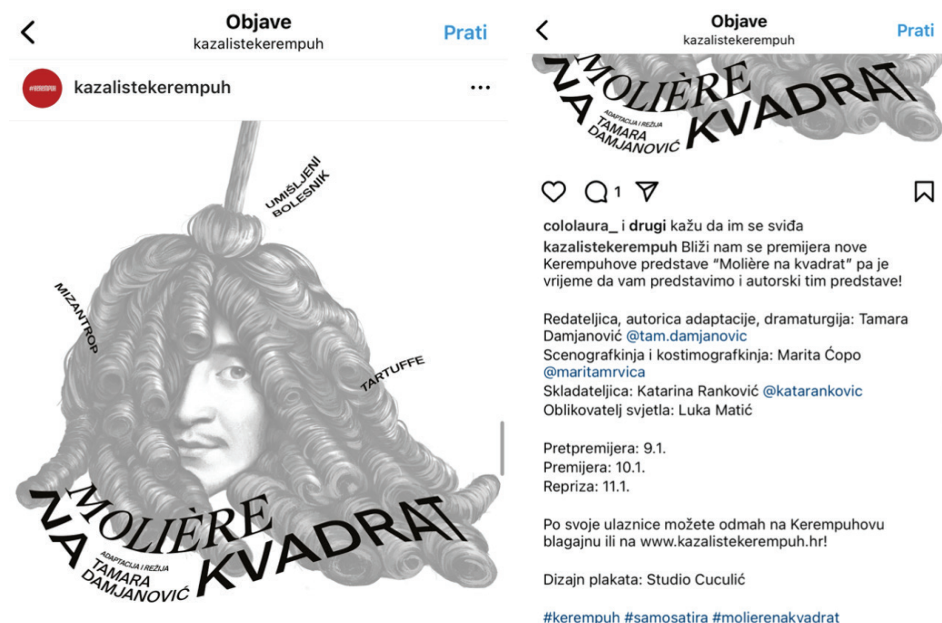 Objave
kazalistekerempuh
Prati
kazalistekerempuh
UMIŠLJENI
BOLESNIK
MIZANTROP
TARTUFFE
MOLIÈRE
NA KVADRAT
ADAPTACIJA I REŽIJA
TAMARA
DAMJANOVIĆ
Objave
kazalistekerempuh
Prati
MOLIÈRE
NA KVADRAT
ADAPTACIJA I REŽIJA
TAMARA
DAMJANOVIĆ
1
cololaura_ i drugi kažu da im se sviđa
kazalistekerempuh Bliži nam se premijera nove
Kerempuhove predstave “Molière na kvadrat” pa je
vrijeme da vam predstavimo i autorski tim predstave!
Redateljica, autorica adaptacije, dramaturgija: Tamara
Damjanović @tam.damjanovic
Scenografkinja i kostimografkinja: Marita Ćopo
@maritamrvica
Skladateljica: Katarina Ranković @katarankovic
Oblikovatelj svjetla: Luka Matić
Pretpremijera: 9.1.
Premijera: 10.1.
Repriza: 11.1.
Po svoje ulaznice možete odmah na Kerempuhovu
blagajnu ili na www.kazalistekerempuh.hr!
Dizajn plakata: Studio Cuculić
#kerempuh #samosatira #molierenakvadrat